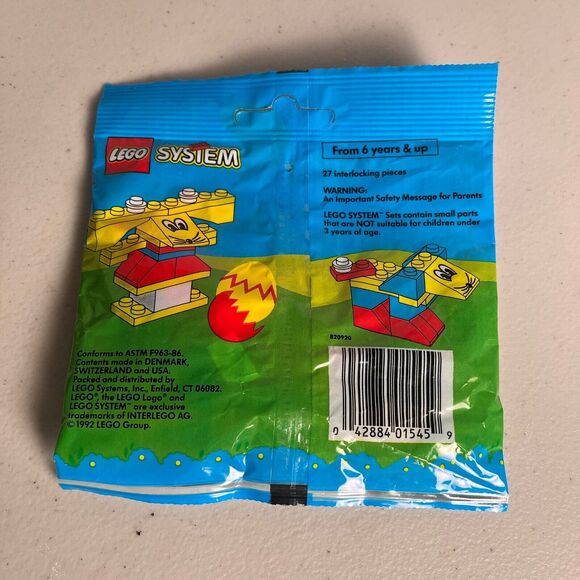 LEGO SYSTEM
From 6 years & up
27 interlocking pieces
WARNING:
An Important Safety Message for Parents
LEGO SYSTEM™ Sets contain small parts
that are NOT suitable for children under
3 years of age.
820920
0 42884 01545 9
Conforms to ASTM F963-86.
Contents made in DENMARK,
SWITZERLAND and USA.
Packed and distributed by
LEGO Systems, Inc., Enfield, CT 06082.
LEGO®, the LEGO Logo® and
LEGO SYSTEM™ are exclusive
trademarks of INTERLEGO AG.
©1992 LEGO Group.